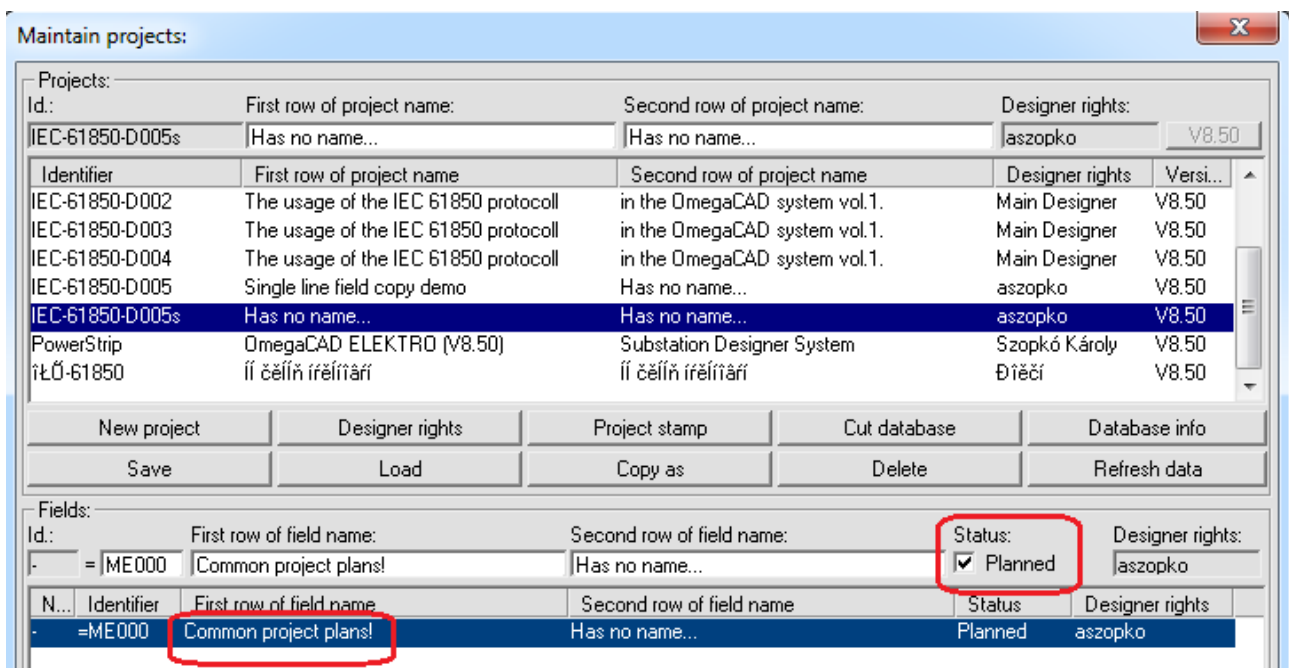 Maintain projects:
Projects:
Id.: First row of project name: Second row of project name: Designer rights:
IEC-61850-D005s Has no name... Has no name... aszopko V8.50
Identifier First row of project name Second row of project name Designer rights Versi...
IEC-61850-D002 The usage of the IEC 61850 protocoll in the OmegaCAD system vol.1. Main Designer V8.50
IEC-61850-D003 The usage of the IEC 61850 protocoll in the OmegaCAD system vol.1. Main Designer V8.50
IEC-61850-D004 The usage of the IEC 61850 protocoll in the OmegaCAD system vol.1. Main Designer V8.50
IEC-61850-D005 Single line field copy demo Has no name... aszopko V8.50
IEC-61850-D005s Has no name... Has no name... aszopko V8.50
PowerStrip OmegaCAD ELEKTRO (V8.50) Substation Designer System Szopkó Károly V8.50
îŁŐ-61850 ÍÍ čěÍÍň íŕěÍíîâŕí ÍÍ čěÍÍň íŕěÍíîâŕí Đîěčí V8.50
New project Designer rights Project stamp Cut database Database info
Save Load Copy as Delete Refresh data
Fields:
Id.: First row of field name: Second row of field name: Status: Designer rights:
- = ME000 Common project plans! Has no name... Planned aszopko
N... Identifier First row of field name Second row of field name Status Designer rights
- =ME000 Common project plans! Has no name... Planned aszopko